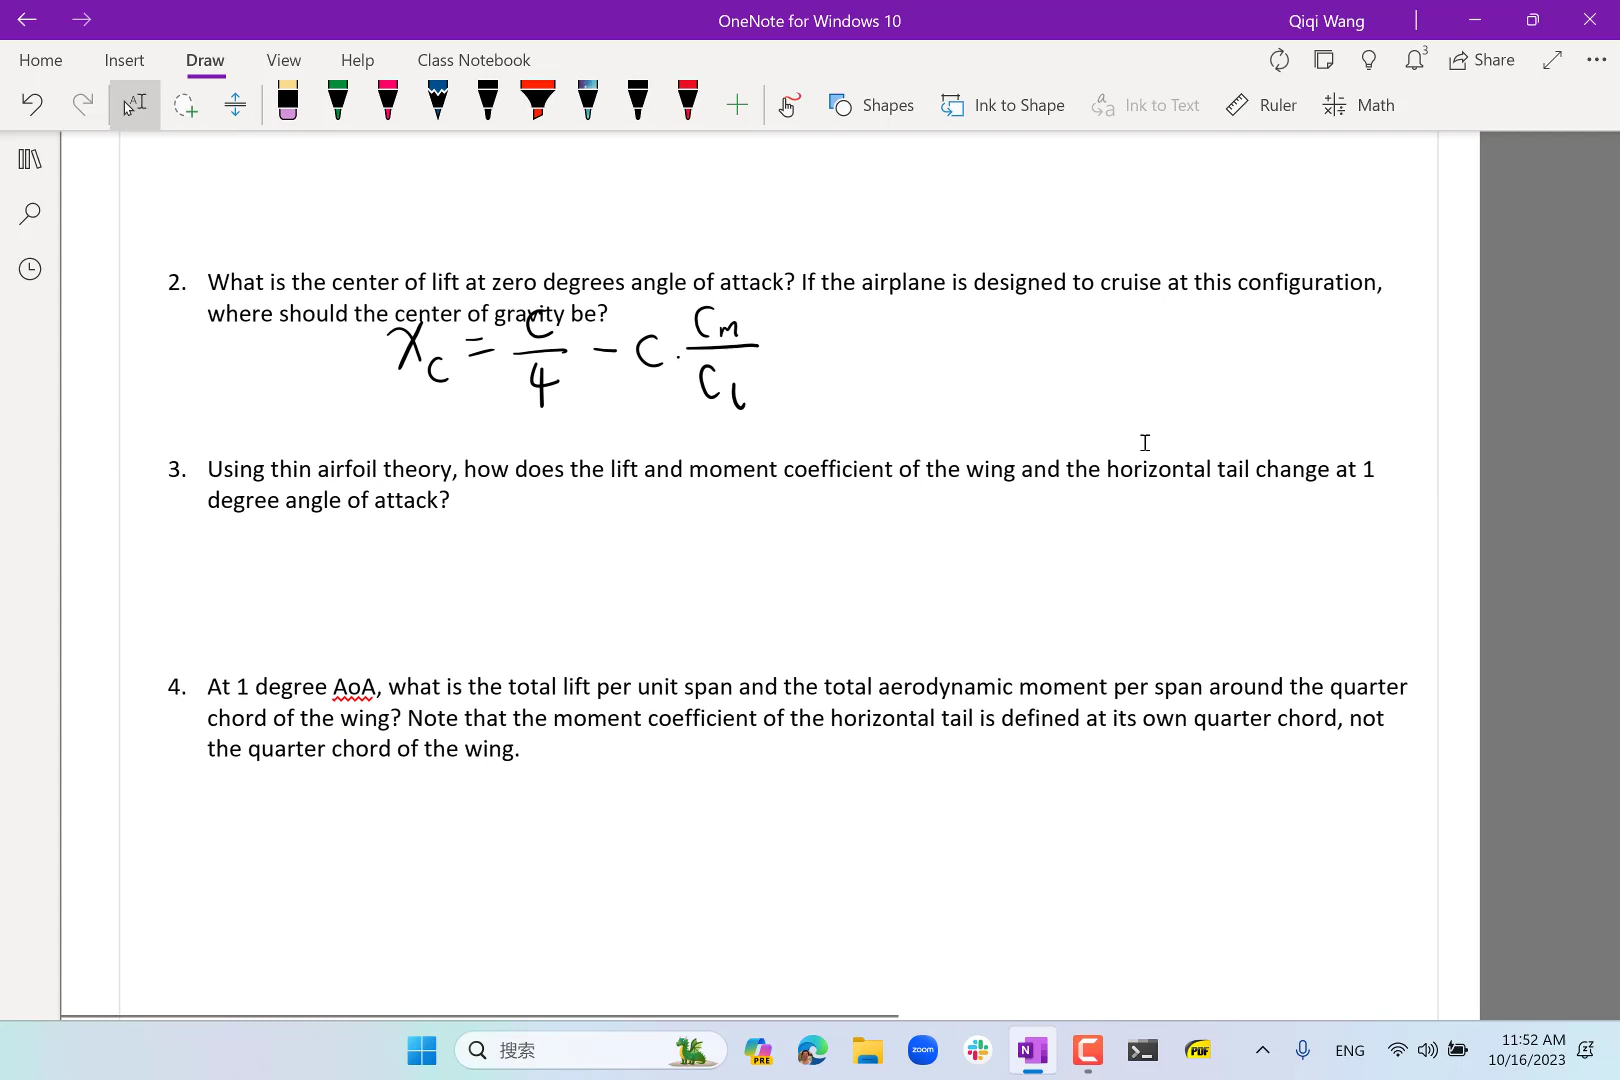 OneNote for Windows 10
Qiqi Wang
Home Insert Draw View Help Class Notebook
3
Share
Shapes
Ink to Shape
Ink to Text
Ruler
Math
2. What is the center of lift at zero degrees angle of attack? If the airplane is designed to cruise at this configuration,
where should the center of gravity be?
x_c = c/4 - c · c_m/c_l
3. Using thin airfoil theory, how does the lift and moment coefficient of the wing and the horizontal tail change at 1
degree angle of attack?
4. At 1 degree AoA, what is the total lift per unit span and the total aerodynamic moment per span around the quarter
chord of the wing? Note that the moment coefficient of the horizontal tail is defined at its own quarter chord, not
the quarter chord of the wing.
搜索
PRE
zoom
N
PDF
ENG
11:52 AM
10/16/2023